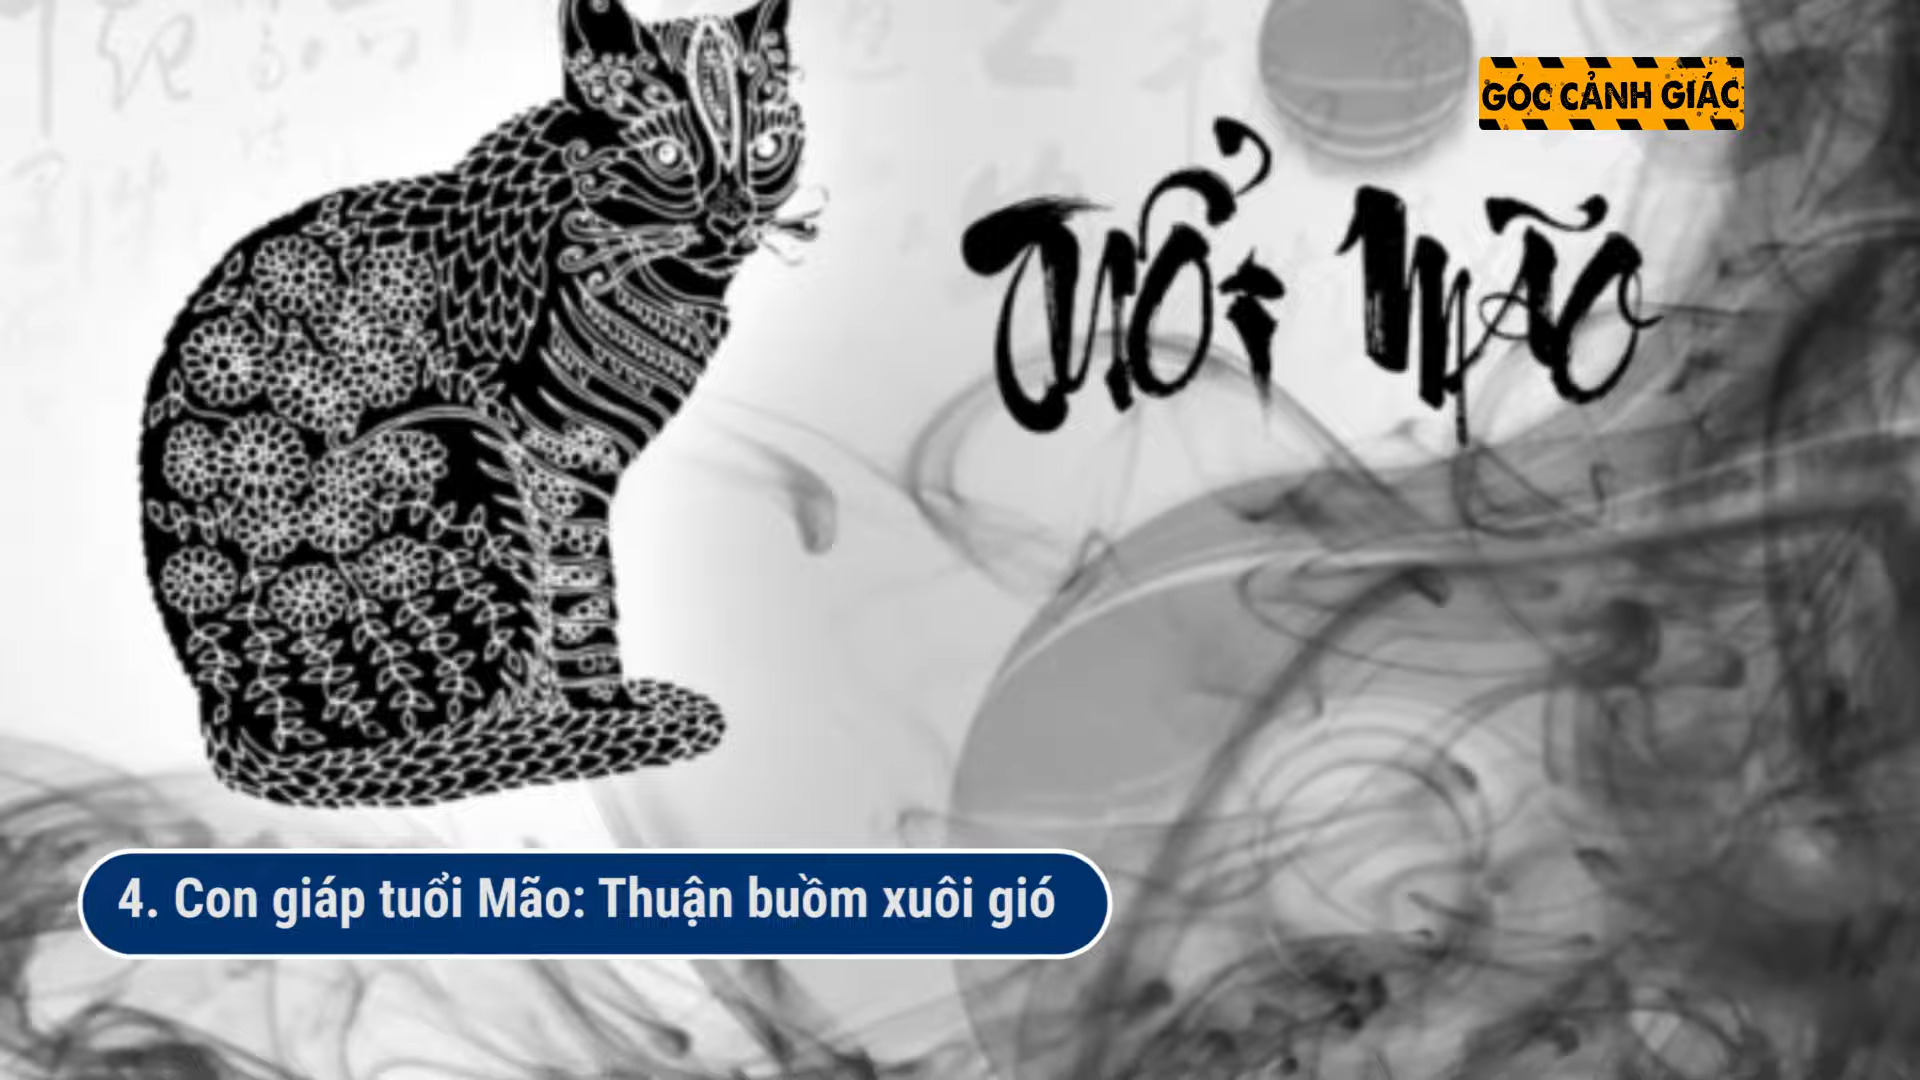 GÓC CẢNH GIÁC
Tuổi Mão
4. Con giáp tuổi Mão: Thuận buồm xuôi gió